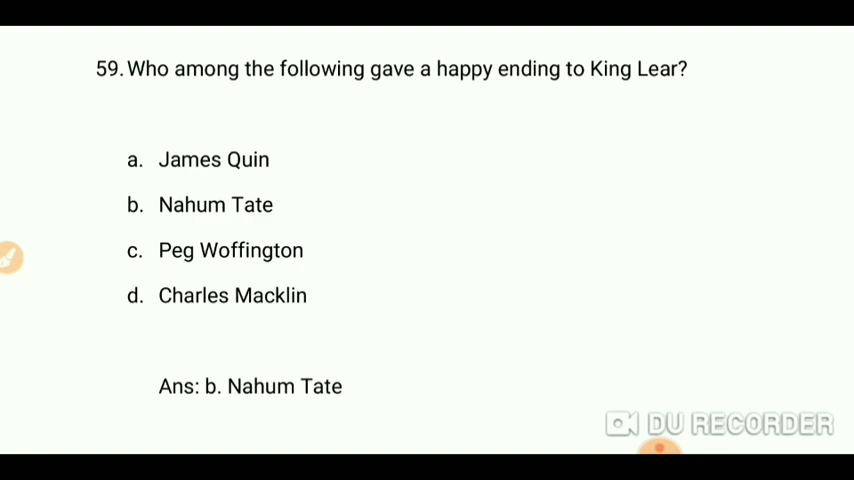 59. Who among the following gave a happy ending to King Lear?
a. James Quin
b. Nahum Tate
c. Peg Woffington
d. Charles Macklin
Ans: b. Nahum Tate
DU RECORDER